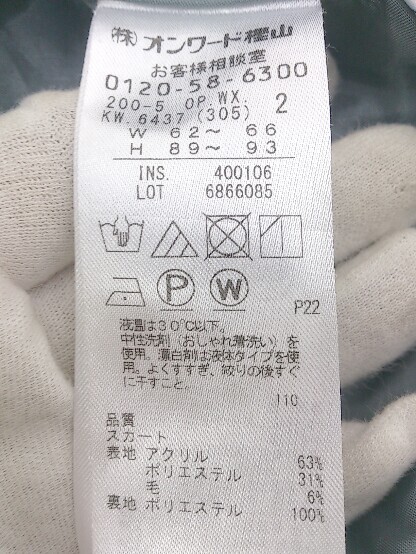 (株)オンワード樫山
お客様相談室
0120-58-6300
200-5 OP.WX. 2
KW.6437 (305)
W 62～ 66
H 89～ 93
INS. 400106
LOT 6866085
P W
P22
液温は30℃以下。
中性洗剤（おしゃれ着洗い）を
使用。漂白剤は液体タイプを使
用。よくすすぎ、絞りの後すぐ
に干すこと。
110
品質
スカート
表地 アクリル 63%
ポリエステル 31%
毛 6%
裏地 ポリエステル 100%